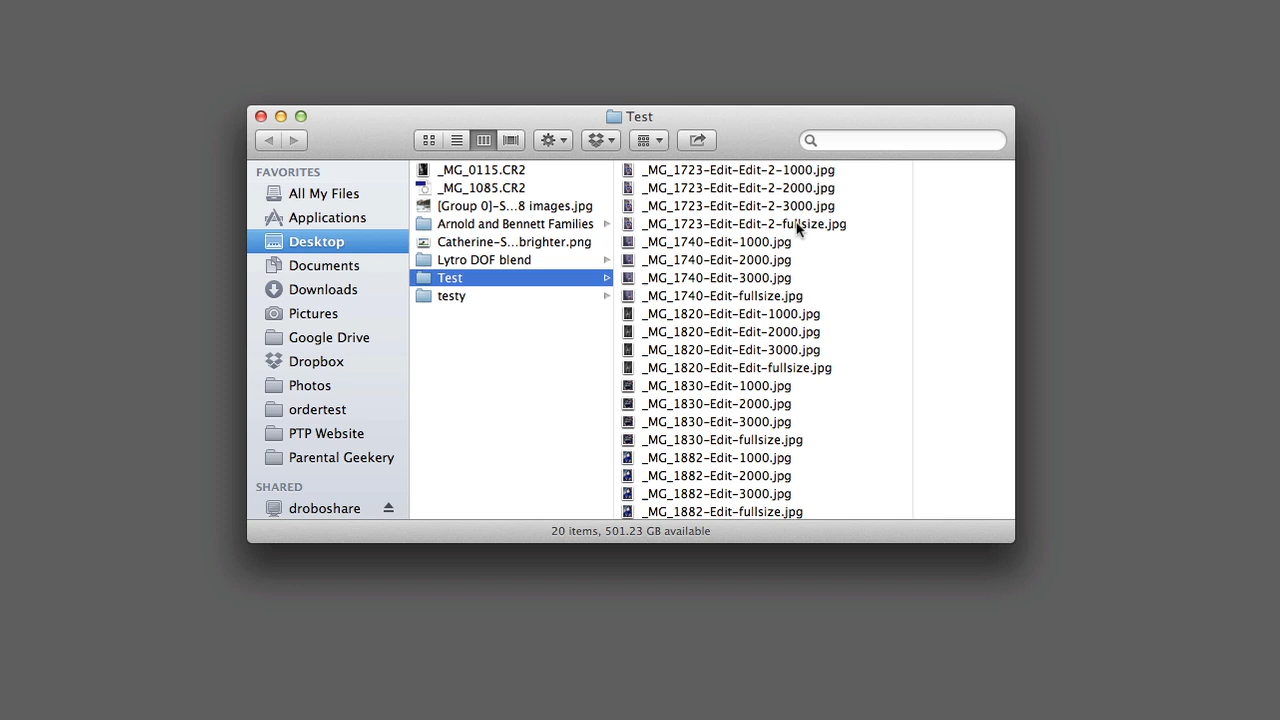 Test
FAVORITES
All My Files
Applications
Desktop
Documents
Downloads
Pictures
Google Drive
Dropbox
Photos
ordertest
PTP Website
Parental Geekery
SHARED
droboshare
_MG_0115.CR2
_MG_1085.CR2
[Group 0]-S...8 images.jpg
Arnold and Bennett Families
Catherine-S...brighter.png
Lytro DOF blend
Test
testy
_MG_1723-Edit-Edit-2-1000.jpg
_MG_1723-Edit-Edit-2-2000.jpg
_MG_1723-Edit-Edit-2-3000.jpg
_MG_1723-Edit-Edit-2-fullsize.jpg
_MG_1740-Edit-1000.jpg
_MG_1740-Edit-2000.jpg
_MG_1740-Edit-3000.jpg
_MG_1740-Edit-fullsize.jpg
_MG_1820-Edit-Edit-1000.jpg
_MG_1820-Edit-Edit-2000.jpg
_MG_1820-Edit-Edit-3000.jpg
_MG_1820-Edit-Edit-fullsize.jpg
_MG_1830-Edit-1000.jpg
_MG_1830-Edit-2000.jpg
_MG_1830-Edit-3000.jpg
_MG_1830-Edit-fullsize.jpg
_MG_1882-Edit-1000.jpg
_MG_1882-Edit-2000.jpg
_MG_1882-Edit-3000.jpg
_MG_1882-Edit-fullsize.jpg
20 items, 501.23 GB available